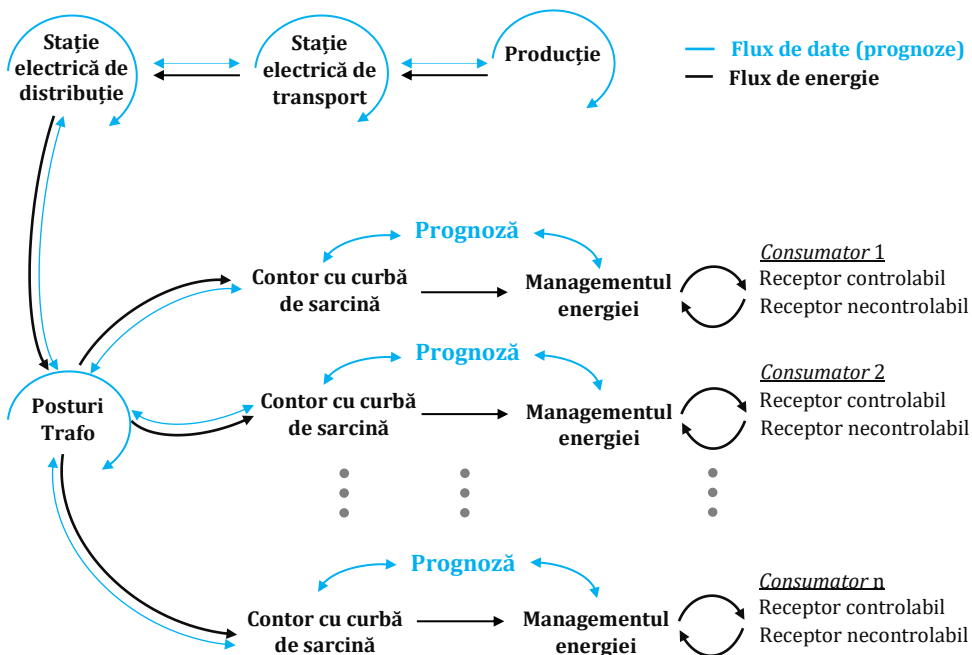 Stație
electrică de
distribuție
Stație
electrică de
transport
Producție
Flux de date (prognoze)
Flux de energie
Prognoză
Contor cu curbă
de sarcină
Managementul
energiei
Consumator 1
Receptor controlabil
Receptor necontrolabil
Posturi
Trafo
Prognoză
Contor cu curbă
de sarcină
Managementul
energiei
Consumator 2
Receptor controlabil
Receptor necontrolabil
Prognoză
Contor cu curbă
de sarcină
Managementul
energiei
Consumator n
Receptor controlabil
Receptor necontrolabil